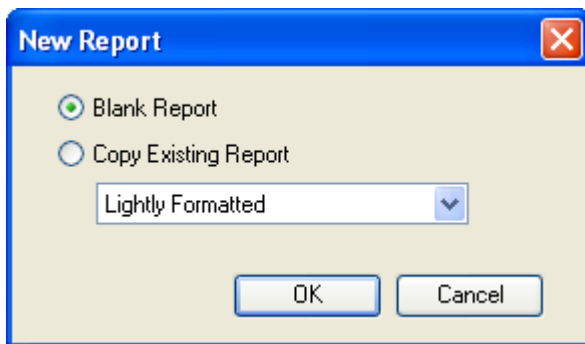 New Report
Blank Report
Copy Existing Report
Lightly Formatted
OK Cancel